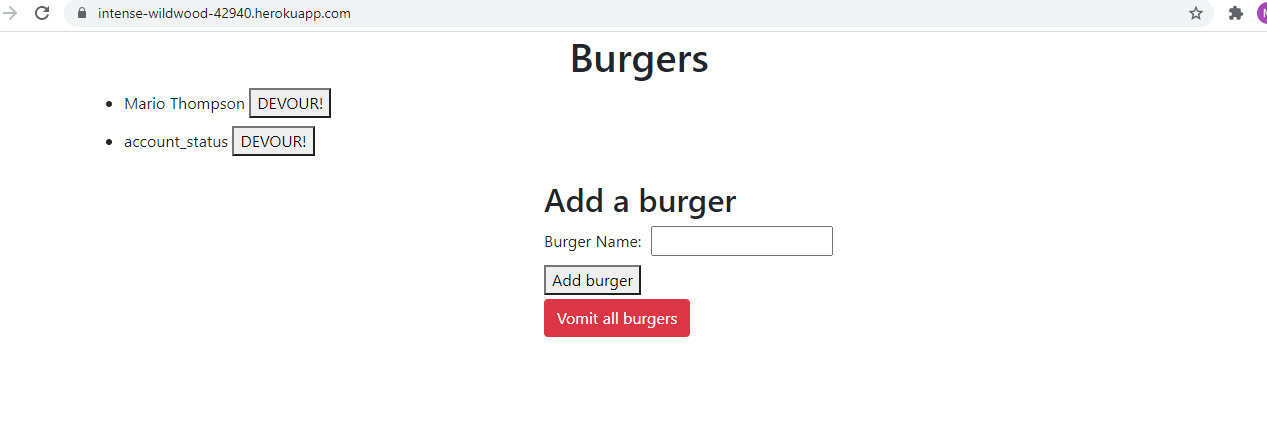 intense-wildwood-42940.herokuapp.com
Burgers
Mario Thompson DEVOUR!
account_status DEVOUR!
Add a burger
Burger Name:
Add burger
Vomit all burgers